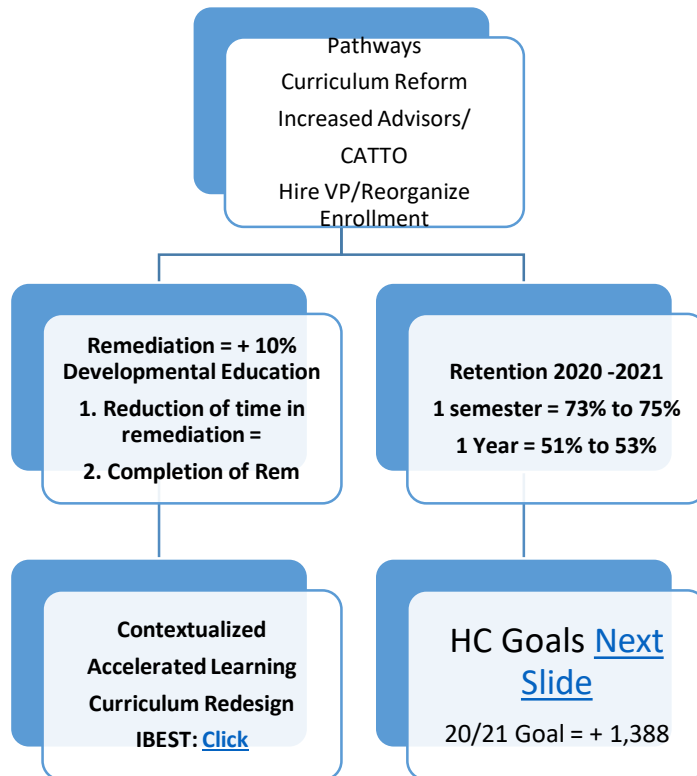 Pathways
Curriculum Reform
Increased Advisors/
CATTO
Hire VP/Reorganize
Enrollment
Remediation = + 10%
Developmental Education
1. Reduction of time in
remediation =
2. Completion of Rem
Retention 2020 -2021
1 semester = 73% to 75%
1 Year = 51% to 53%
Contextualized
Accelerated Learning
Curriculum Redesign
IBEST: Click
HC Goals Next
Slide
20/21 Goal = + 1,388